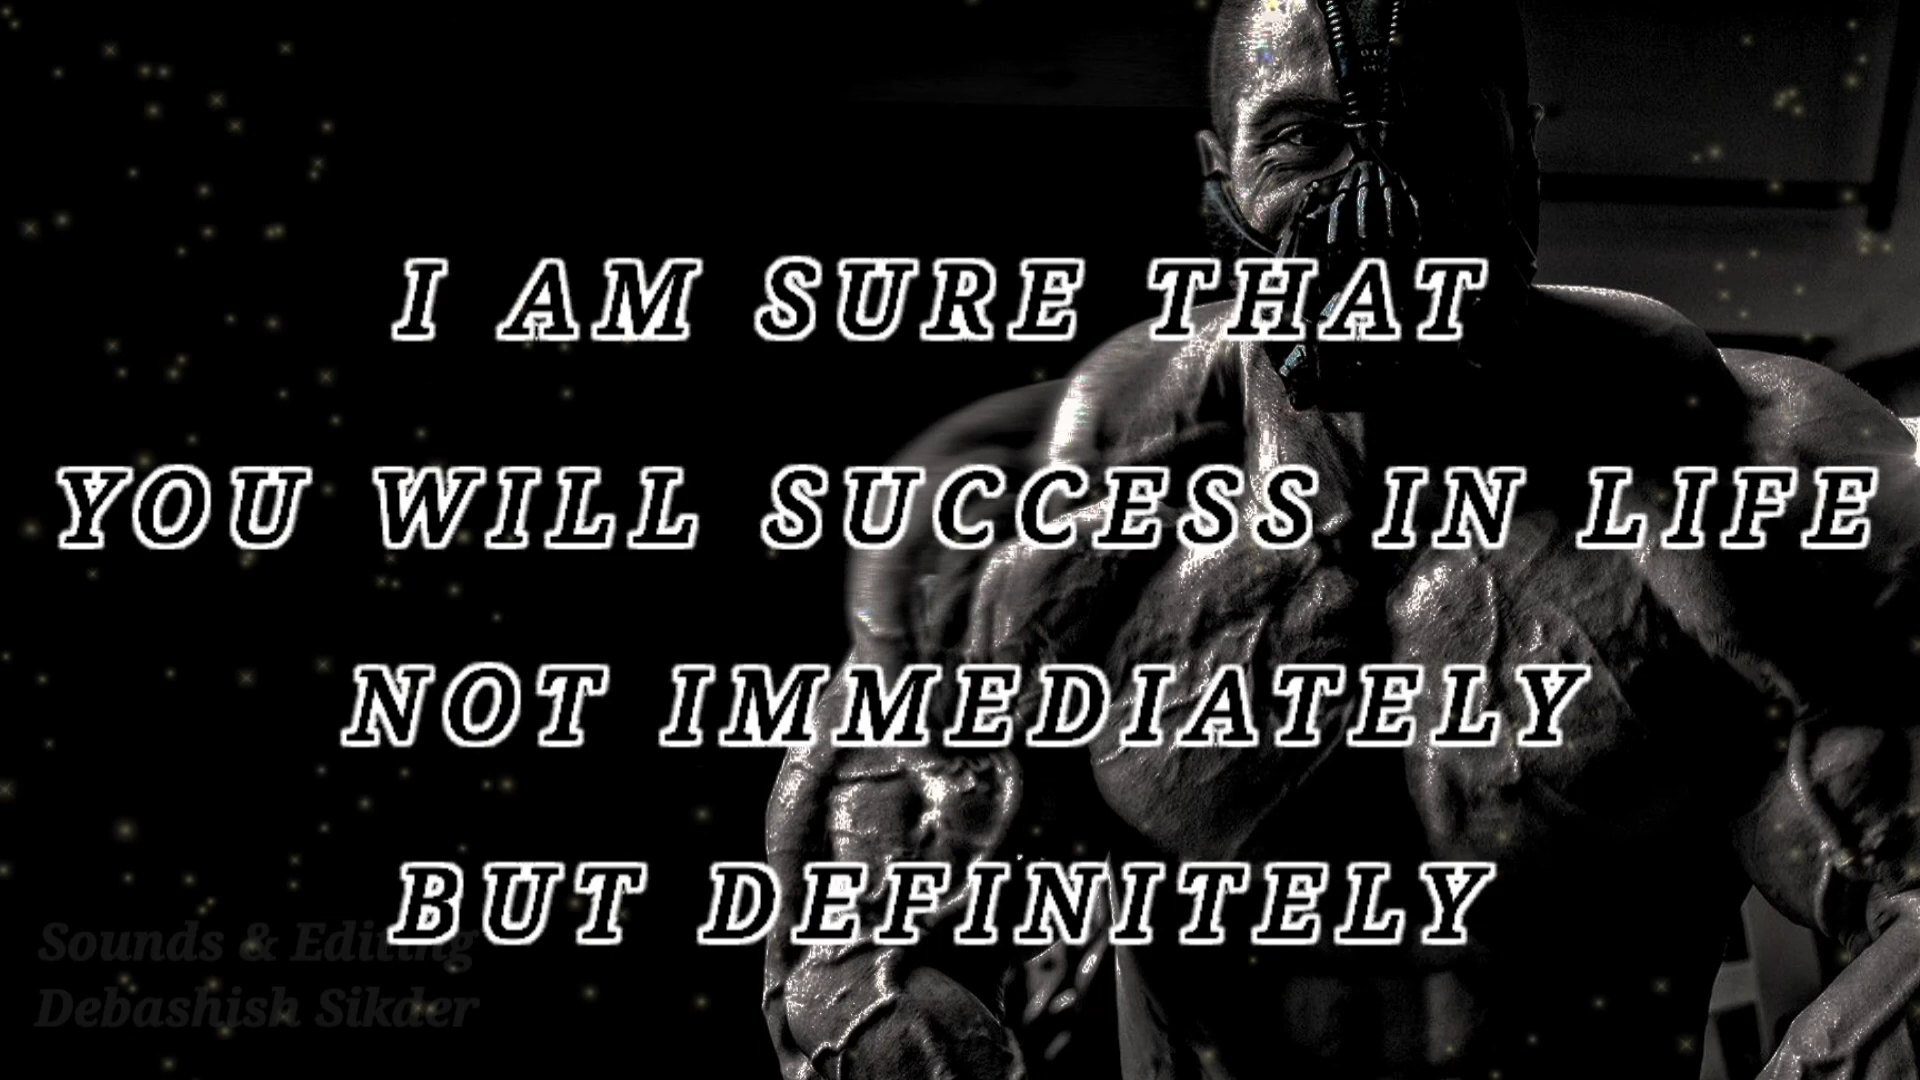 I AM SURE THAT
YOU WILL SUCCESS IN LIFE
NOT IMMEDIATELY
BUT DEFINITELY
Sounds & Editing
Debashish Sikder